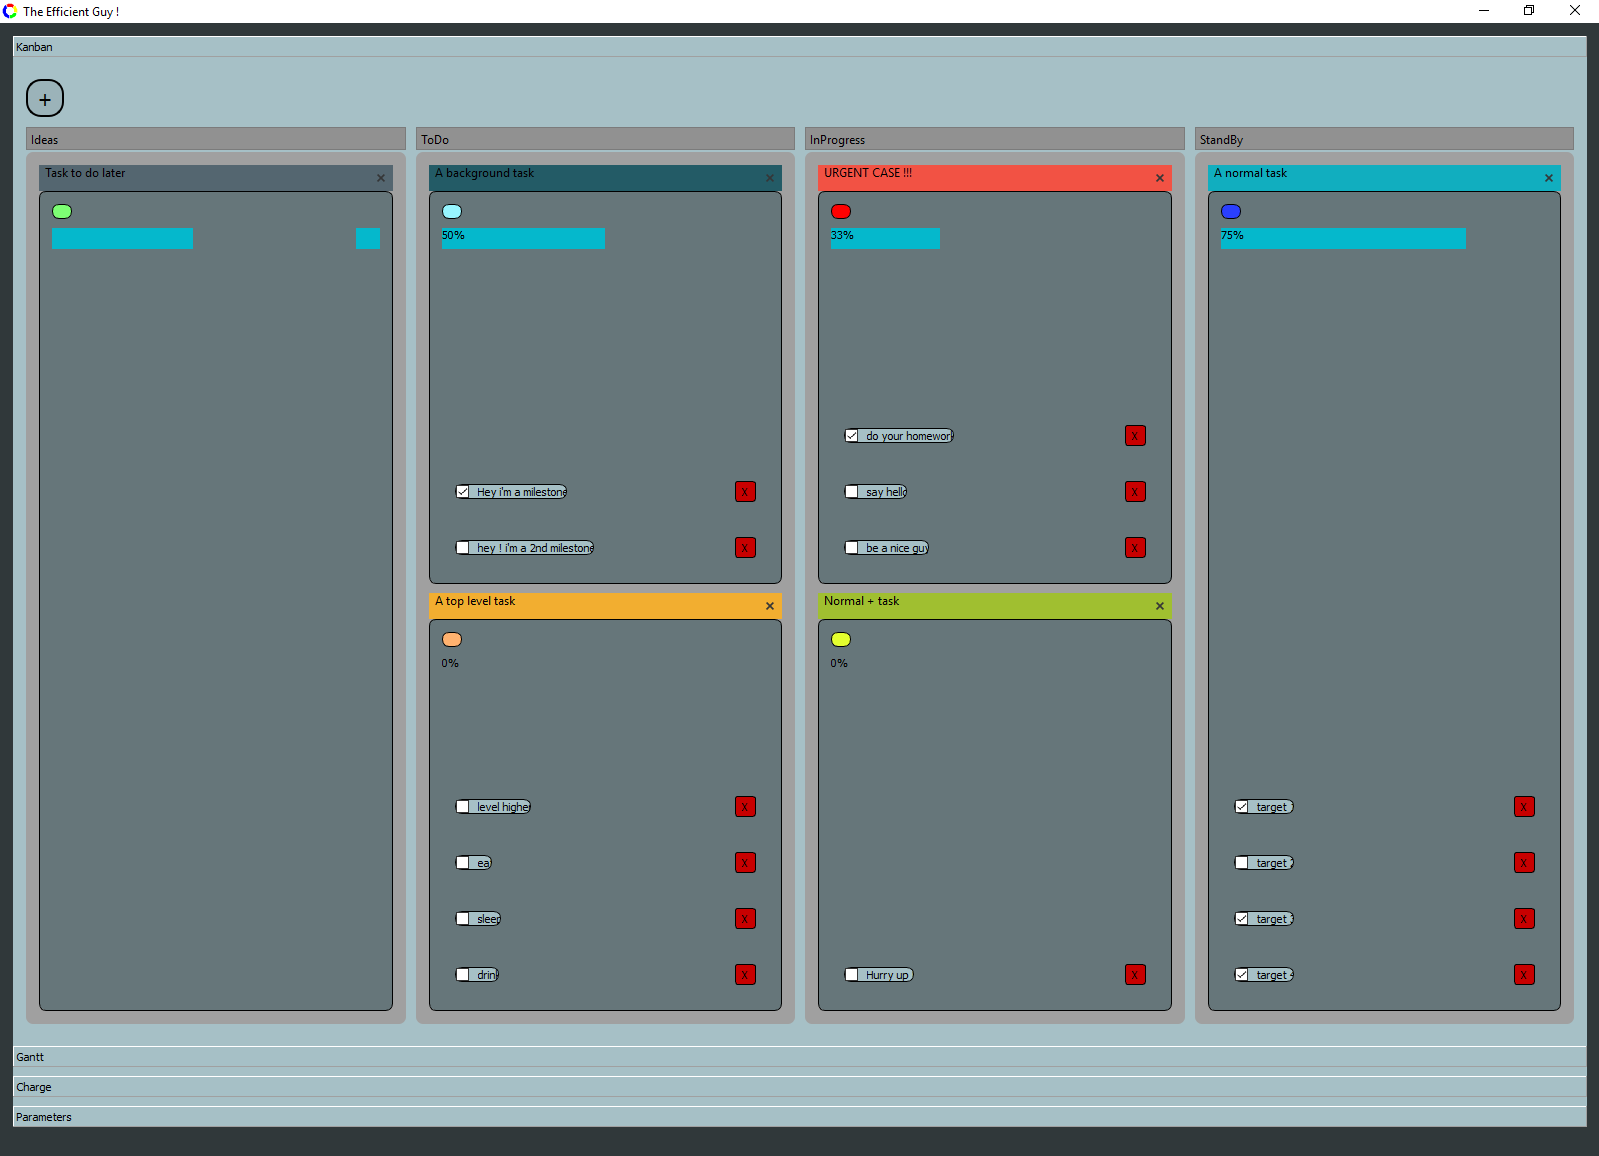 The Efficient Guy !
Kanban
+
Ideas
Task to do later
ToDo
A background task
50%
Hey i'm a milestone
X
hey ! i'm a 2nd milestone
X
A top level task
0%
level higher
X
ea
X
sleep
X
drin
X
InProgress
URGENT CASE !!!
33%
do your homework
X
say hello
X
be a nice guy
X
Normal + task
0%
Hurry up
X
StandBy
A normal task
75%
target
X
target
X
target
X
target
X
Gantt
Charge
Parameters